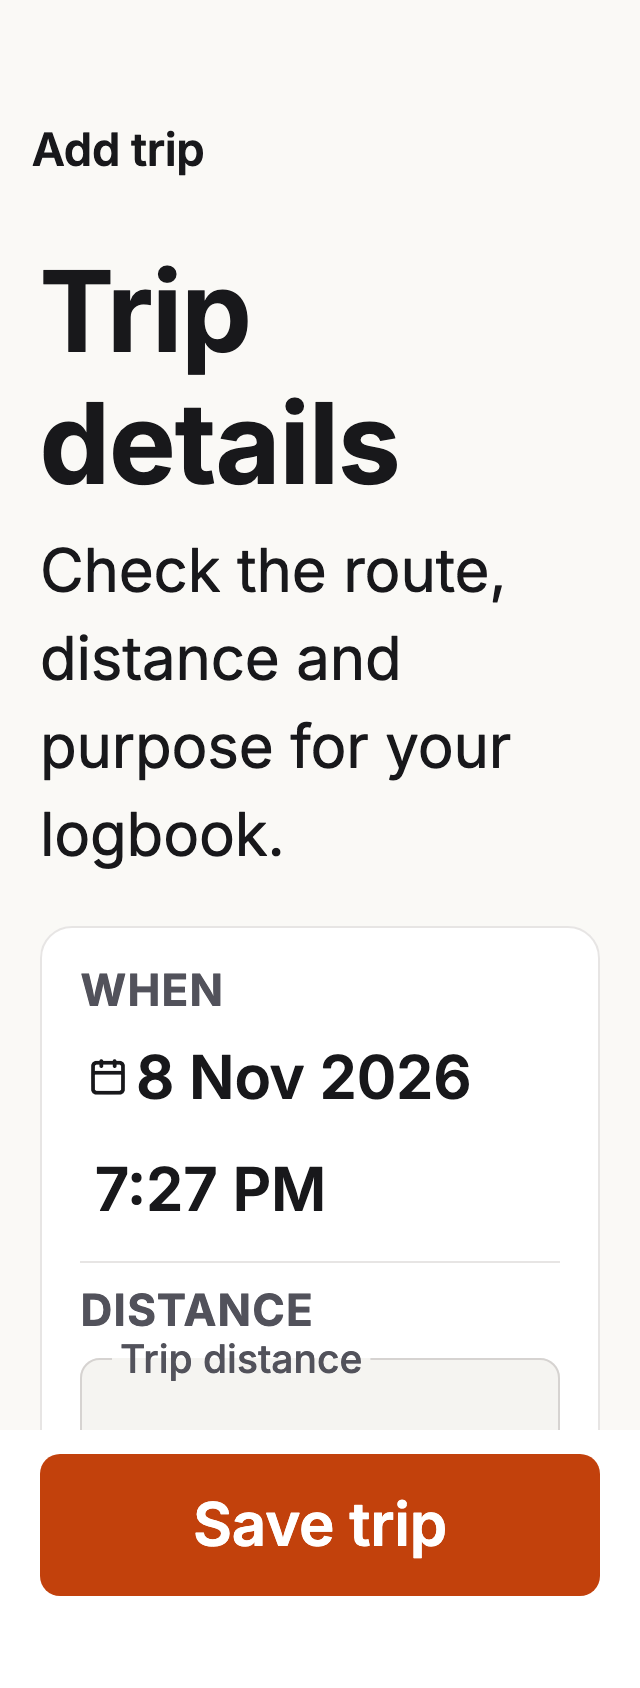 Add trip
Trip
details
Check the route,
distance and
purpose for your
logbook.
WHEN
8 Nov 2026
7:27 PM
DISTANCE
Trip distance
Save trip